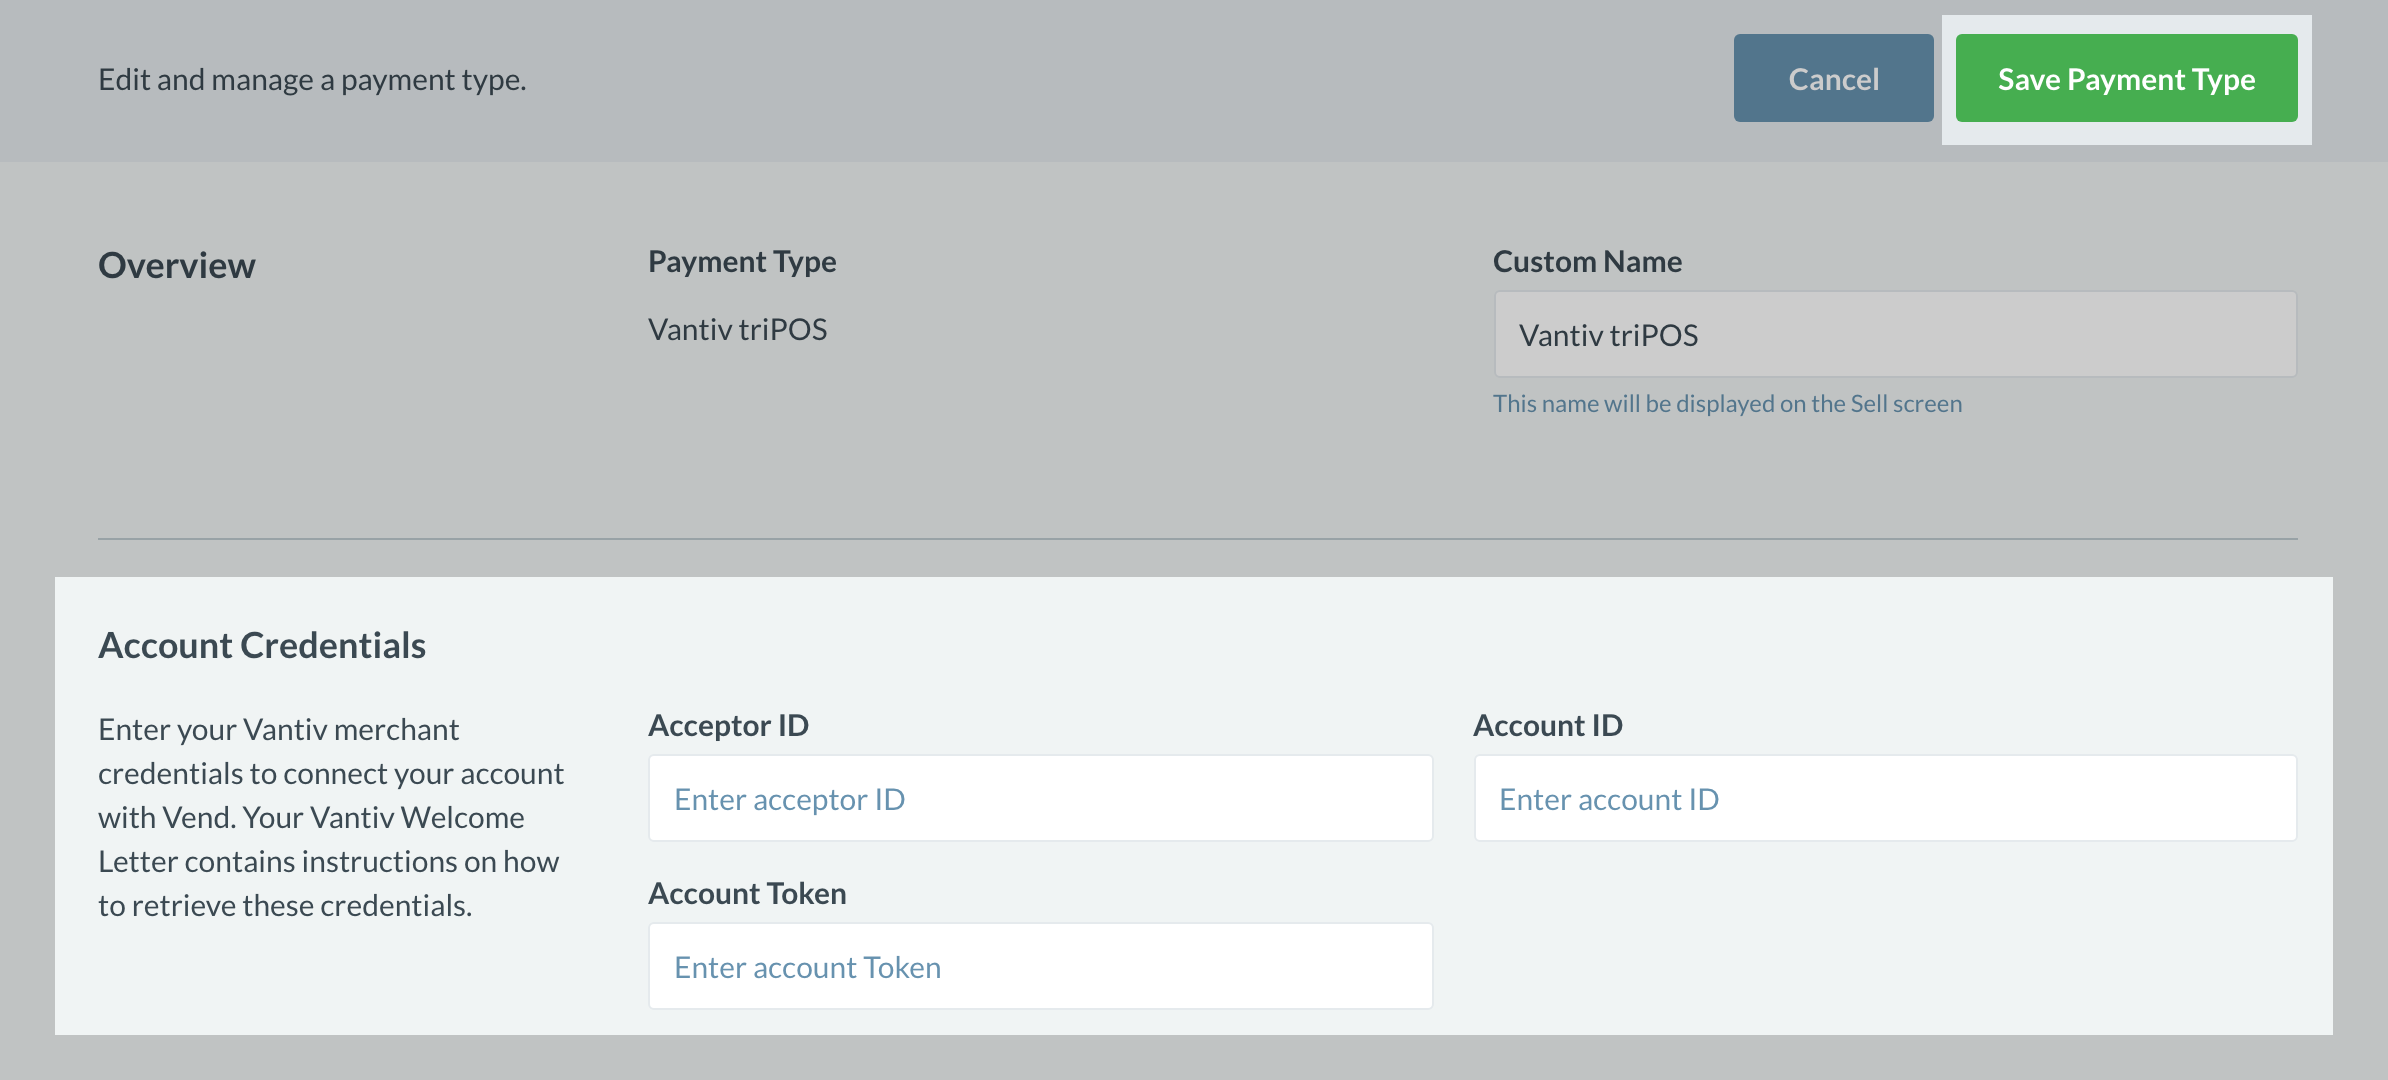 Edit and manage a payment type.
Cancel
Save Payment Type
Overview
Payment Type
Vantiv triPOS
Custom Name
Vantiv triPOS
This name will be displayed on the Sell screen
Account Credentials
Enter your Vantiv merchant
credentials to connect your account
with Vend. Your Vantiv Welcome
Letter contains instructions on how
to retrieve these credentials.
Acceptor ID
Enter acceptor ID
Account ID
Enter account ID
Account Token
Enter account Token